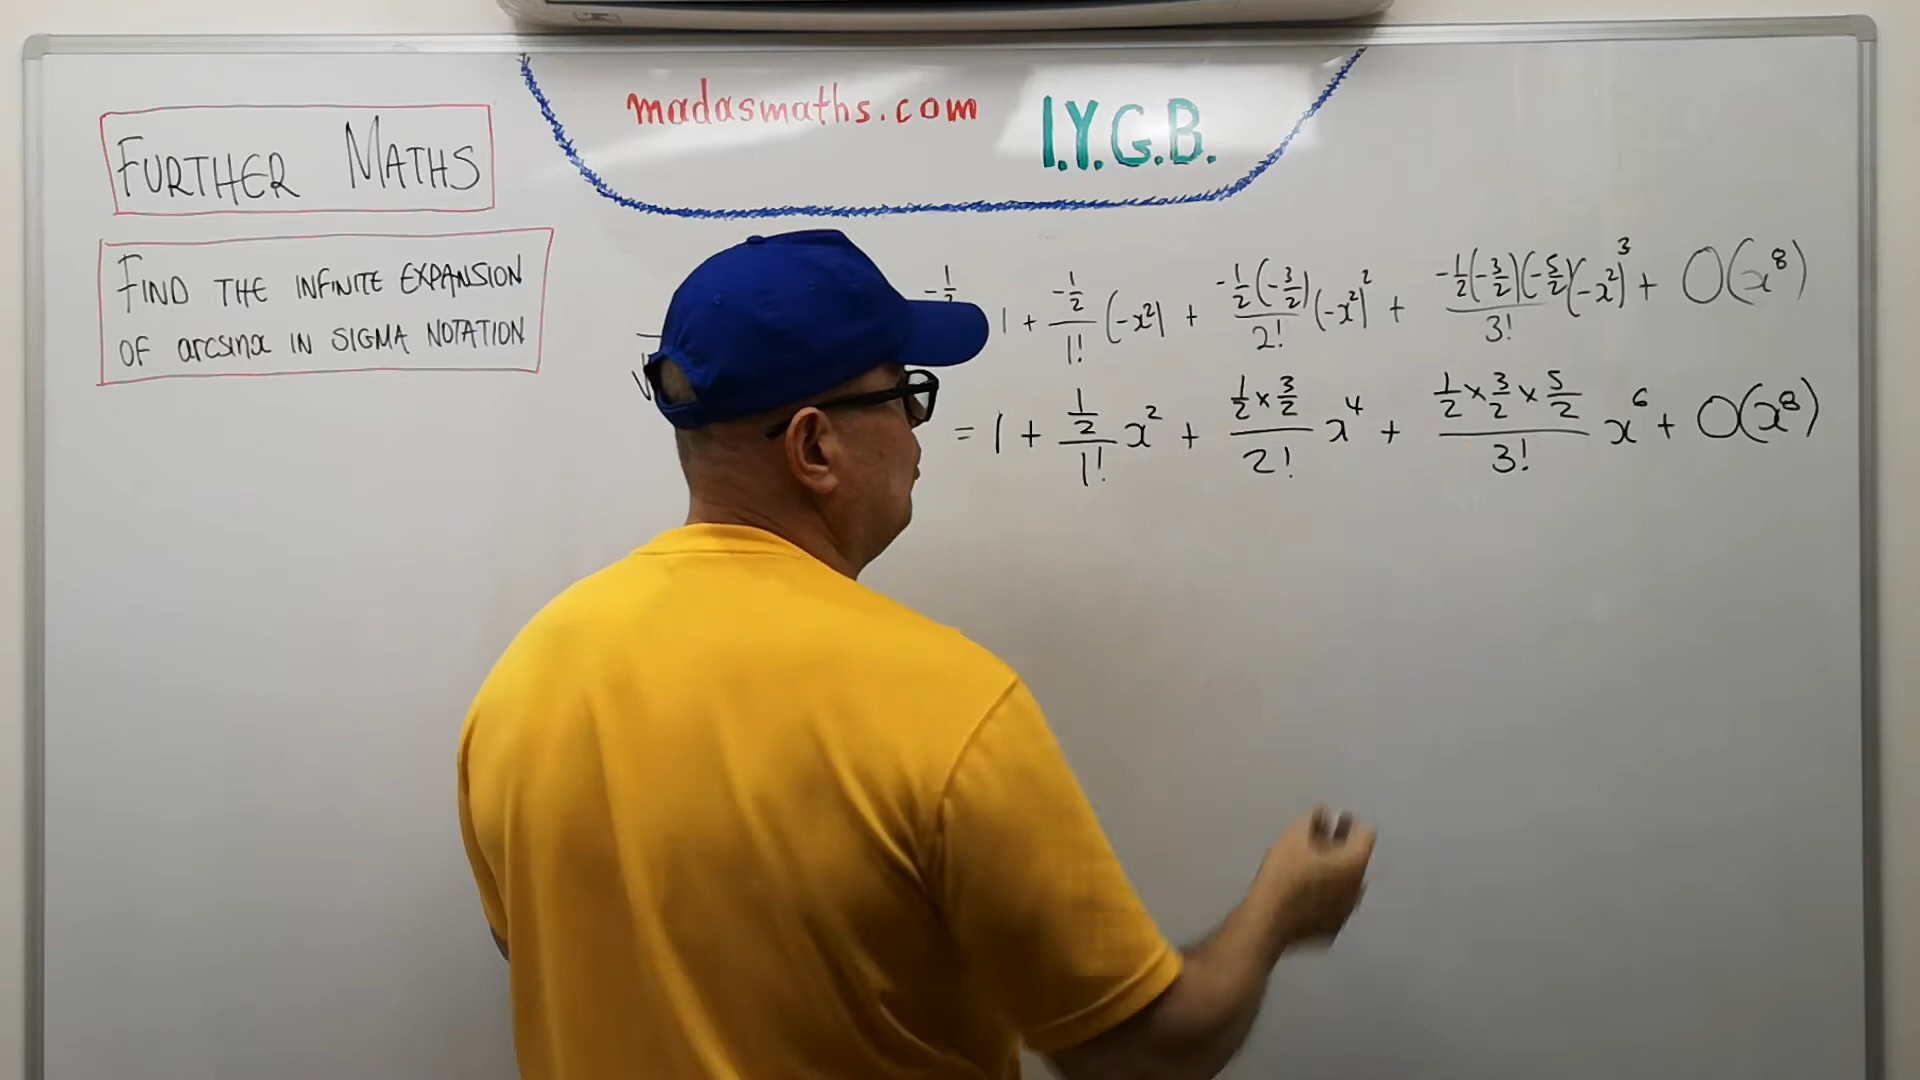 madasmaths.com
I.Y.G.B.
FURTHER MATHS
FIND THE INFINITE EXPANSION
OF arcsinx IN SIGMA NOTATION
-1/2 1 + (-1/2)/1! (-x²) + (-1/2(-3/2))/2! (-x²)² + (-1/2(-3/2)(-5/2))/3! (-x²)³ + O(x⁸)
= 1 + (1/2)/1! x² + (1/2 × 3/2)/2! x⁴ + (1/2 × 3/2 × 5/2)/3! x⁶ + O(x⁸)